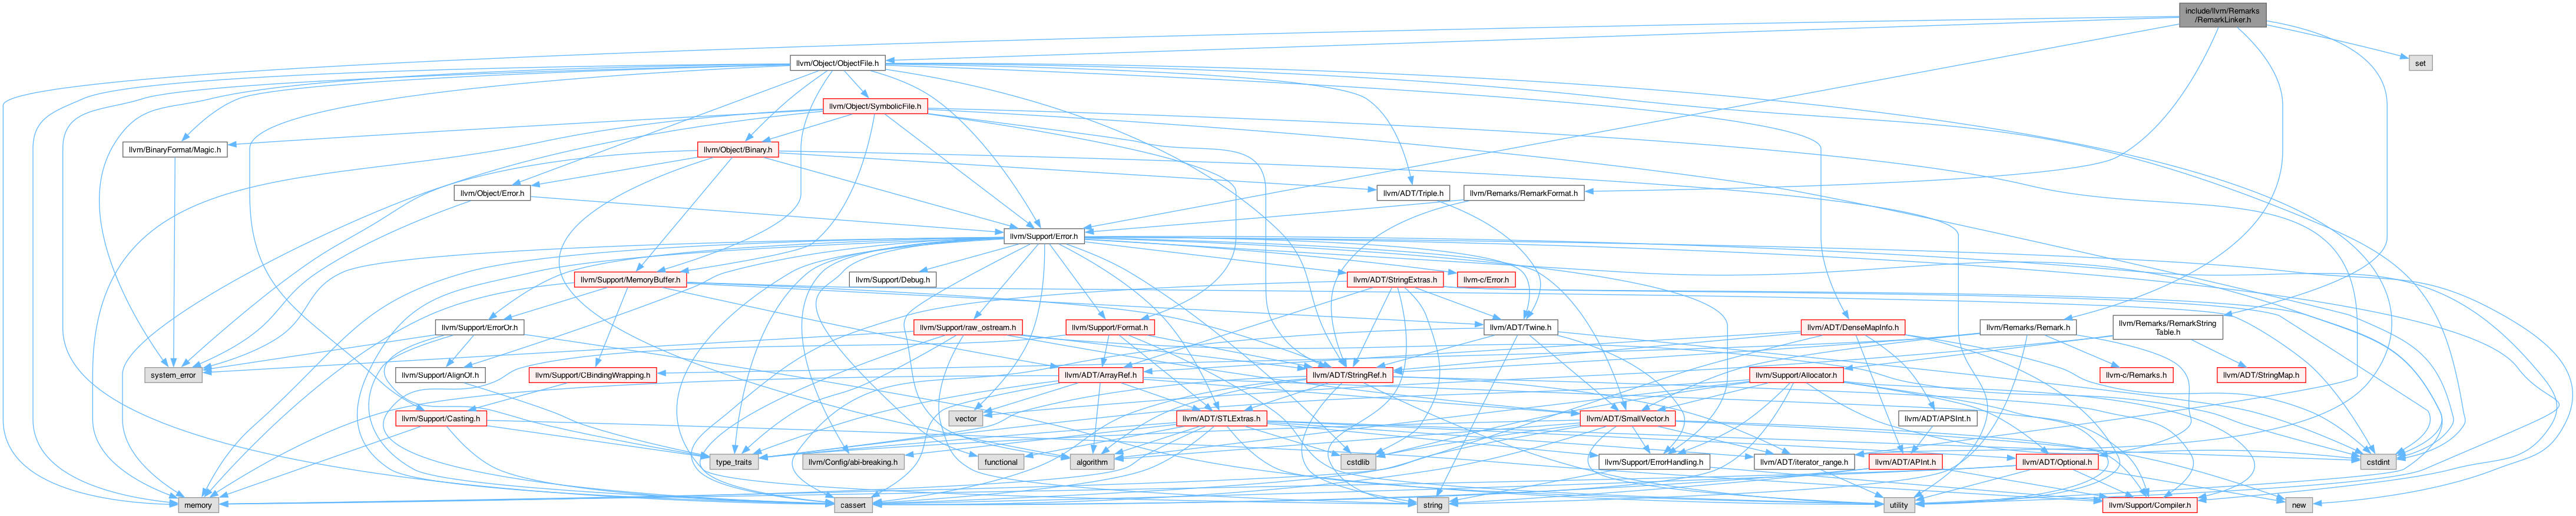 include/llvm/Remarks
/RemarkLinker.h
llvm/Object/ObjectFile.h
set
llvm/Object/SymbolicFile.h
llvm/BinaryFormat/Magic.h
llvm/Object/Binary.h
llvm/Object/Error.h
llvm/ADT/Triple.h
llvm/Remarks/RemarkFormat.h
llvm/Support/Error.h
llvm/Support/MemoryBuffer.h
llvm/Support/Debug.h
llvm/ADT/StringExtras.h
llvm-c/Error.h
llvm/Support/ErrorOr.h
llvm/Support/raw_ostream.h
llvm/Support/Format.h
llvm/ADT/Twine.h
llvm/ADT/DenseMapInfo.h
llvm/Remarks/Remark.h
llvm/Remarks/RemarkString
Table.h
system_error
llvm/Support/AlignOf.h
llvm/Support/CBindingWrapping.h
llvm/ADT/ArrayRef.h
llvm/ADT/StringRef.h
llvm/Support/Allocator.h
llvm-c/Remarks.h
llvm/ADT/StringMap.h
llvm/Support/Casting.h
vector
llvm/ADT/STLExtras.h
llvm/ADT/SmallVector.h
llvm/ADT/APSInt.h
type_traits
llvm/Config/abi-breaking.h
functional
algorithm
cstdlib
llvm/Support/ErrorHandling.h
llvm/ADT/iterator_range.h
llvm/ADT/APInt.h
llvm/ADT/Optional.h
cstdint
memory
cassert
string
utility
llvm/Support/Compiler.h
new